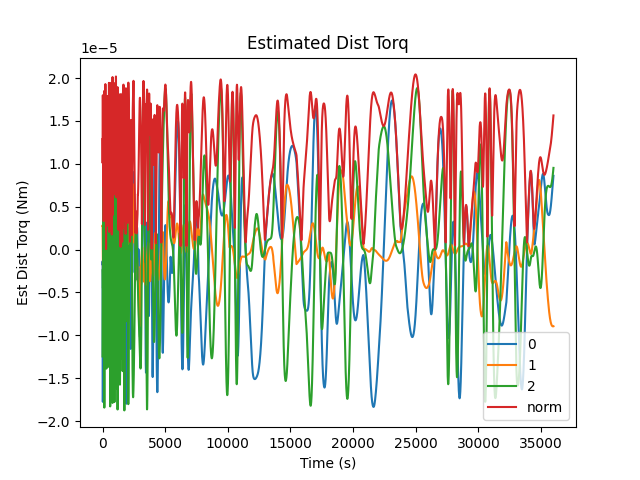 Estimated Dist Torq
1e−5
2.0
1.5
1.0
0.5
0.0
−0.5
−1.0
−1.5
−2.0
Est Dist Torq (Nm)
0
1
2
norm
0 5000 10000 15000 20000 25000 30000 35000
Time (s)